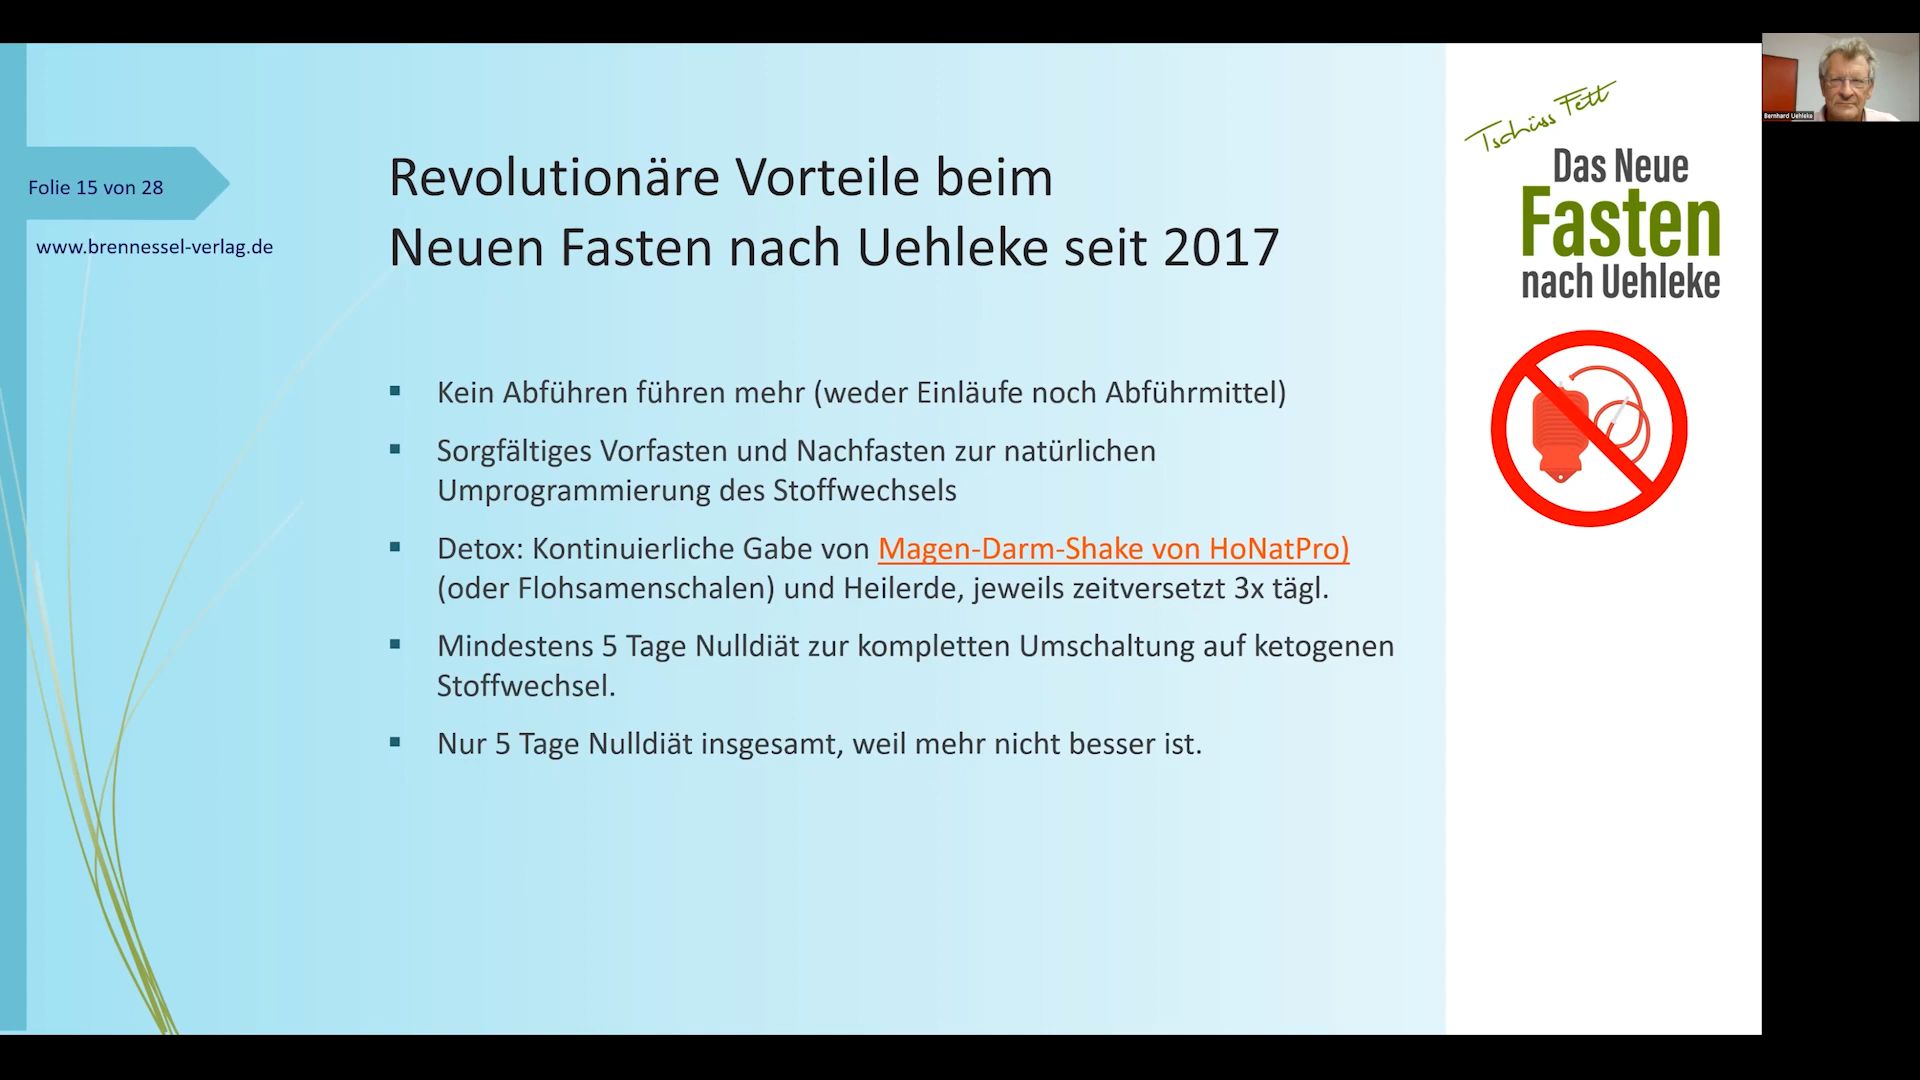 Folie 15 von 28
www.brennessel-verlag.de
Revolutionäre Vorteile beim
Neuen Fasten nach Uehleke seit 2017
Kein Abführen führen mehr (weder Einläufe noch Abführmittel)
Sorgfältiges Vorfasten und Nachfasten zur natürlichen
Umprogrammierung des Stoffwechsels
Detox: Kontinuierliche Gabe von Magen-Darm-Shake von HoNatPro)
(oder Flohsamenschalen) und Heilerde, jeweils zeitversetzt 3x tägl.
Mindestens 5 Tage Nulldiät zur kompletten Umschaltung auf ketogenen
Stoffwechsel.
Nur 5 Tage Nulldiät insgesamt, weil mehr nicht besser ist.
Tschüss Fett
Das Neue
Fasten
nach Uehleke
Bernhard Uehleke